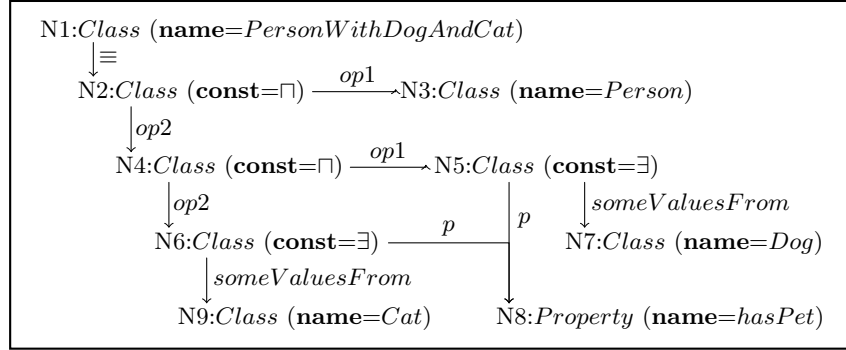 N1:Class (name=PersonWithDogAndCat)
≡
N2:Class (const=⊓) op1 N3:Class (name=Person)
op2
N4:Class (const=⊓) op1 N5:Class (const=∃)
op2 p someValuesFrom
N6:Class (const=∃) p N7:Class (name=Dog)
someValuesFrom
N9:Class (name=Cat) N8:Property (name=hasPet)